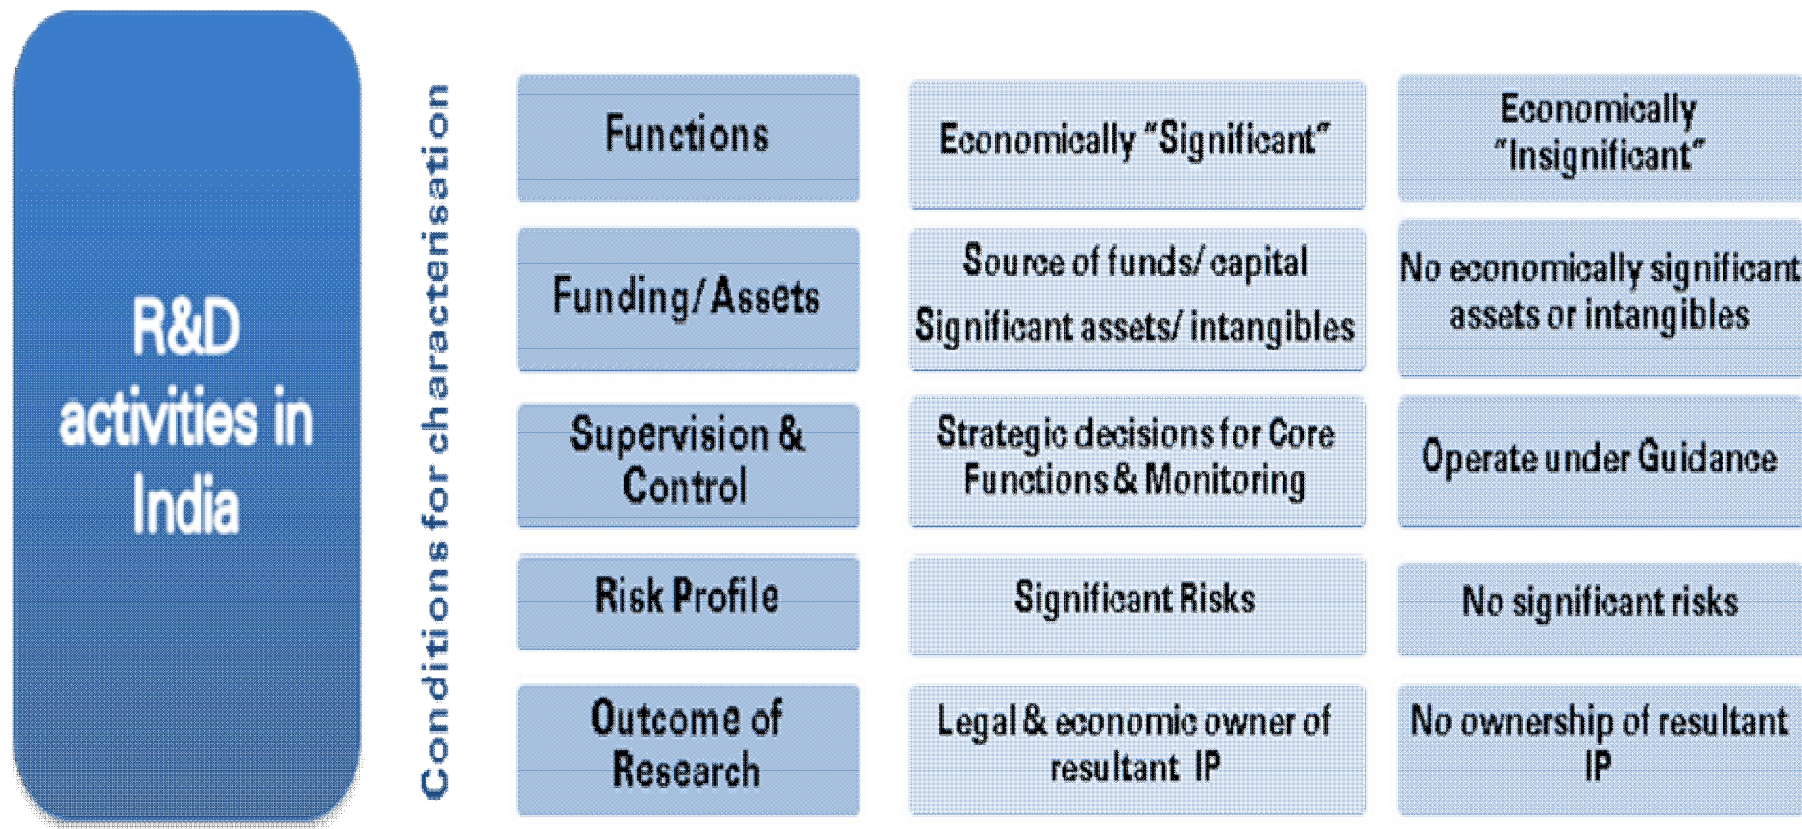 R&D
activities in
India
Conditions for characterisation
Functions
Economically "Significant"
Economically
"Insignificant"
Funding/ Assets
Source of funds/ capital
Significant assets/ intangibles
No economically significant
assets or intangibles
Supervision &
Control
Strategic decisions for Core
Functions & Monitoring
Operate under Guidance
Risk Profile
Significant Risks
No significant risks
Outcome of
Research
Legal & economic owner of
resultant IP
No ownership of resultant
IP